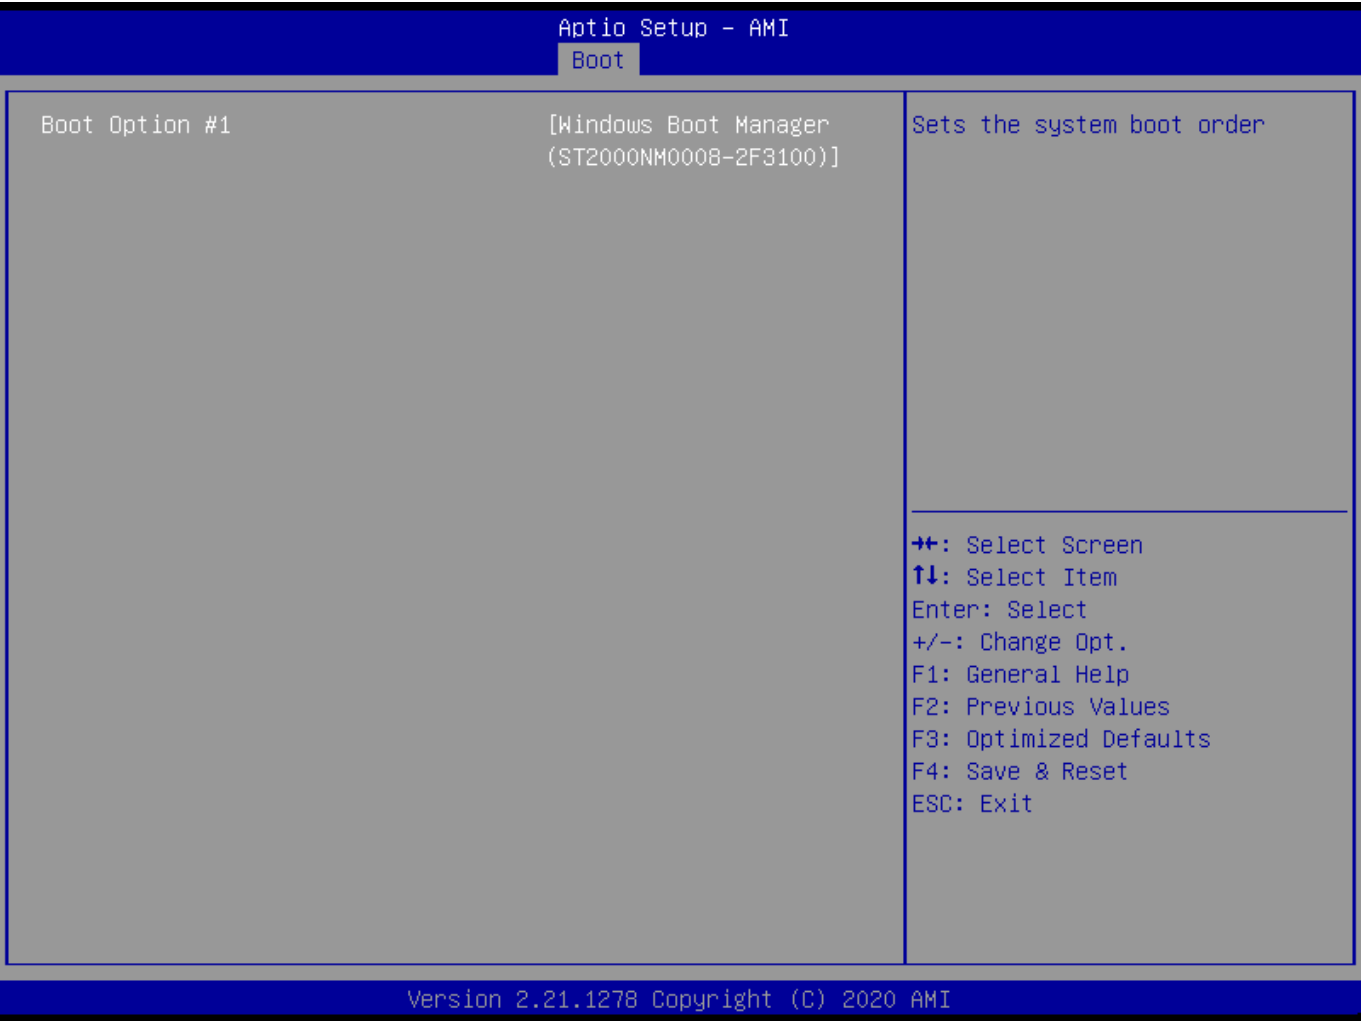 Aptio Setup – AMI
Boot
Boot Option #1
[Windows Boot Manager
(ST2000NM0008-2F3100)]
Sets the system boot order
→←: Select Screen
↑↓: Select Item
Enter: Select
+/-: Change Opt.
F1: General Help
F2: Previous Values
F3: Optimized Defaults
F4: Save & Reset
ESC: Exit
Version 2.21.1278 Copyright (C) 2020 AMI